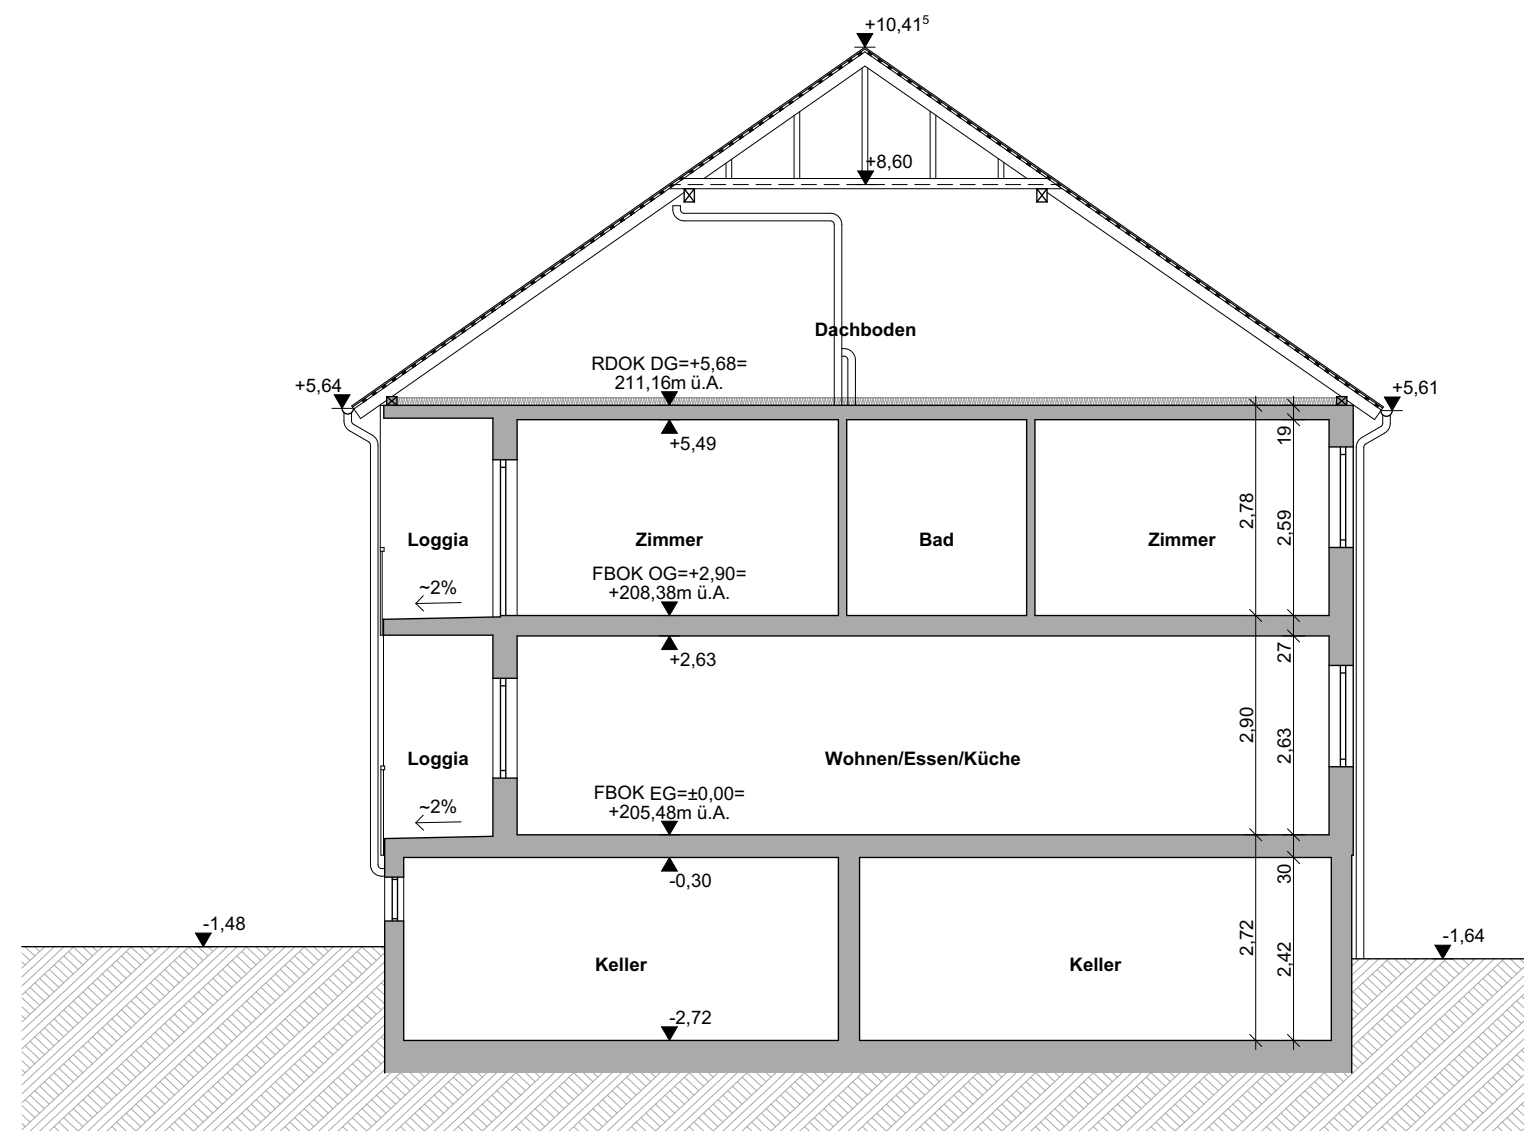 +10,41⁵
+8,60
Dachboden
RDOK DG=+5,68=
211,16m ü.A.
+5,64
+5,61
+5,49
19
2,78
2,59
Loggia
Zimmer
Bad
Zimmer
~2%
FBOK OG=+2,90=
+208,38m ü.A.
+2,63
27
2,90
2,63
Loggia
Wohnen/Essen/Küche
~2%
FBOK EG=±0,00=
+205,48m ü.A.
-0,30
30
-1,48
-1,64
2,72
2,42
Keller
Keller
-2,72